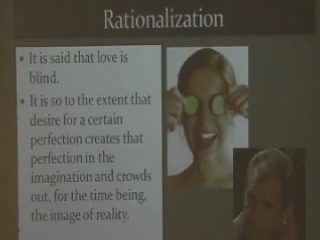 Rationalization
• It is said that love is
blind.
• It is so to the extent that
desire for a certain
perfection creates that
perfection in the
imagination and crowds
out, for the time being,
the image of reality.